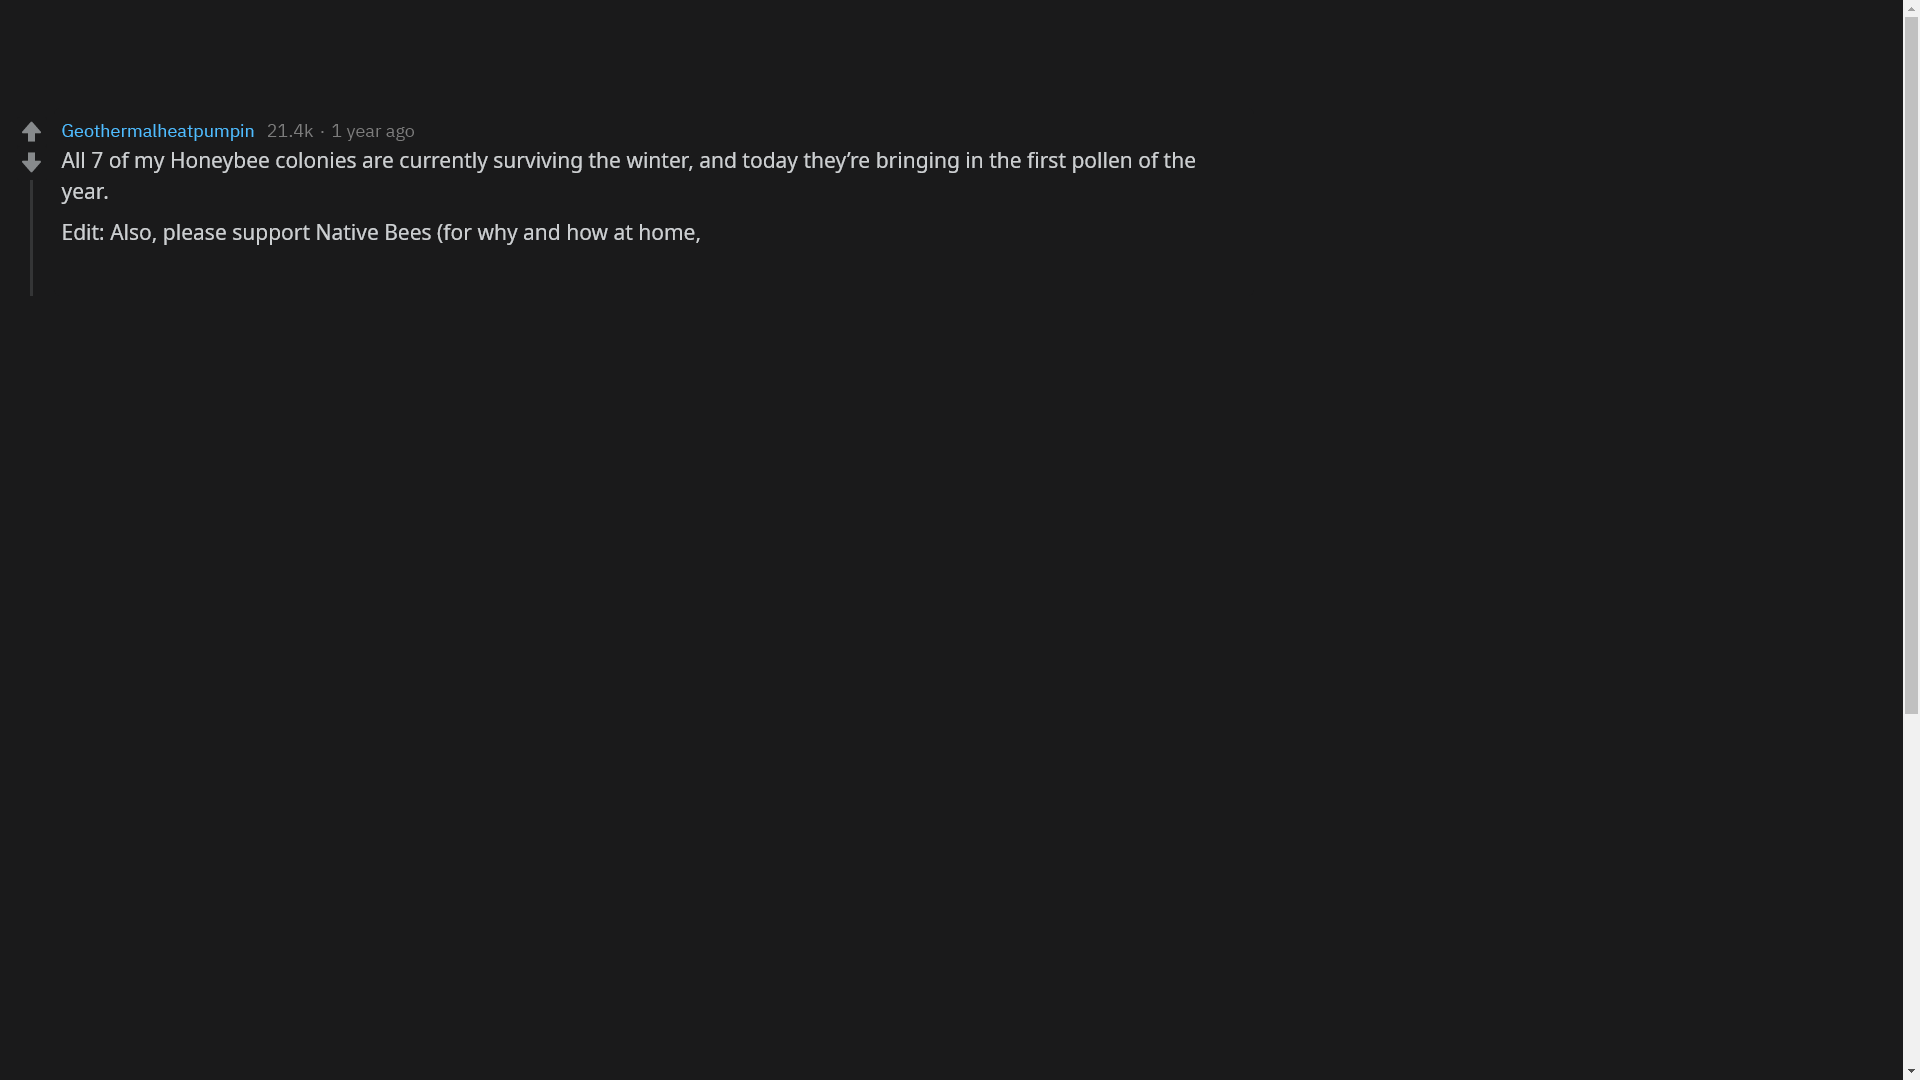 Geothermalheatpumpin 21.4k · 1 year ago
All 7 of my Honeybee colonies are currently surviving the winter, and today they’re bringing in the first pollen of the
year.
Edit: Also, please support Native Bees (for why and how at home,